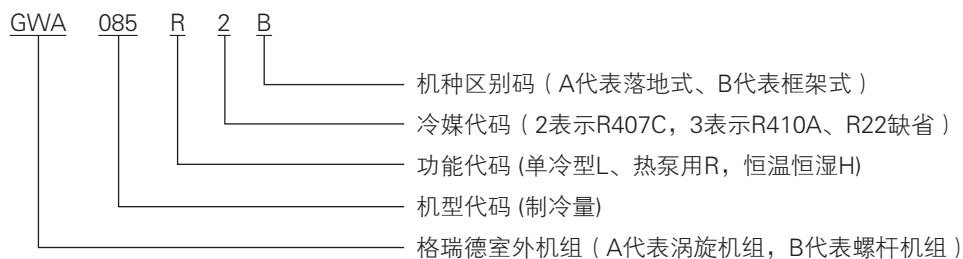 GWA 085 R 2 B
机种区别码（A代表落地式、B代表框架式）
冷媒代码（2表示R407C，3表示R410A、R22缺省）
功能代码 (单冷型L、热泵用R，恒温恒湿H)
机型代码 (制冷量)
格瑞德室外机组（A代表涡旋机组，B代表螺杆机组）